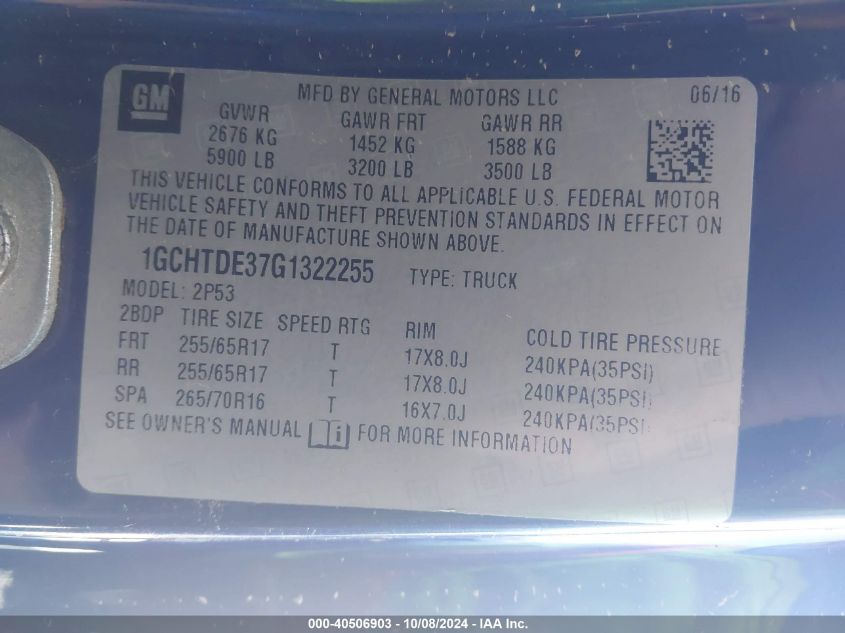 GM
MFD BY GENERAL MOTORS LLC 06/16
GVWR GAWR FRT GAWR RR
2676 KG 1452 KG 1588 KG
5900 LB 3200 LB 3500 LB
THIS VEHICLE CONFORMS TO ALL APPLICABLE U.S. FEDERAL MOTOR
VEHICLE SAFETY AND THEFT PREVENTION STANDARDS IN EFFECT ON
THE DATE OF MANUFACTURE SHOWN ABOVE.
1GCHTDE37G1322255 TYPE: TRUCK
MODEL: 2P53
2BDP TIRE SIZE SPEED RTG RIM COLD TIRE PRESSURE
FRT 255/65R17 T 17X8.0J 240KPA(35PSI)
RR 255/65R17 T 17X8.0J 240KPA(35PSI)
SPA 265/70R16 T 16X7.0J 240KPA(35PSI)
SEE OWNER'S MANUAL FOR MORE INFORMATION
000-40506903 - 10/08/2024 - IAA Inc.